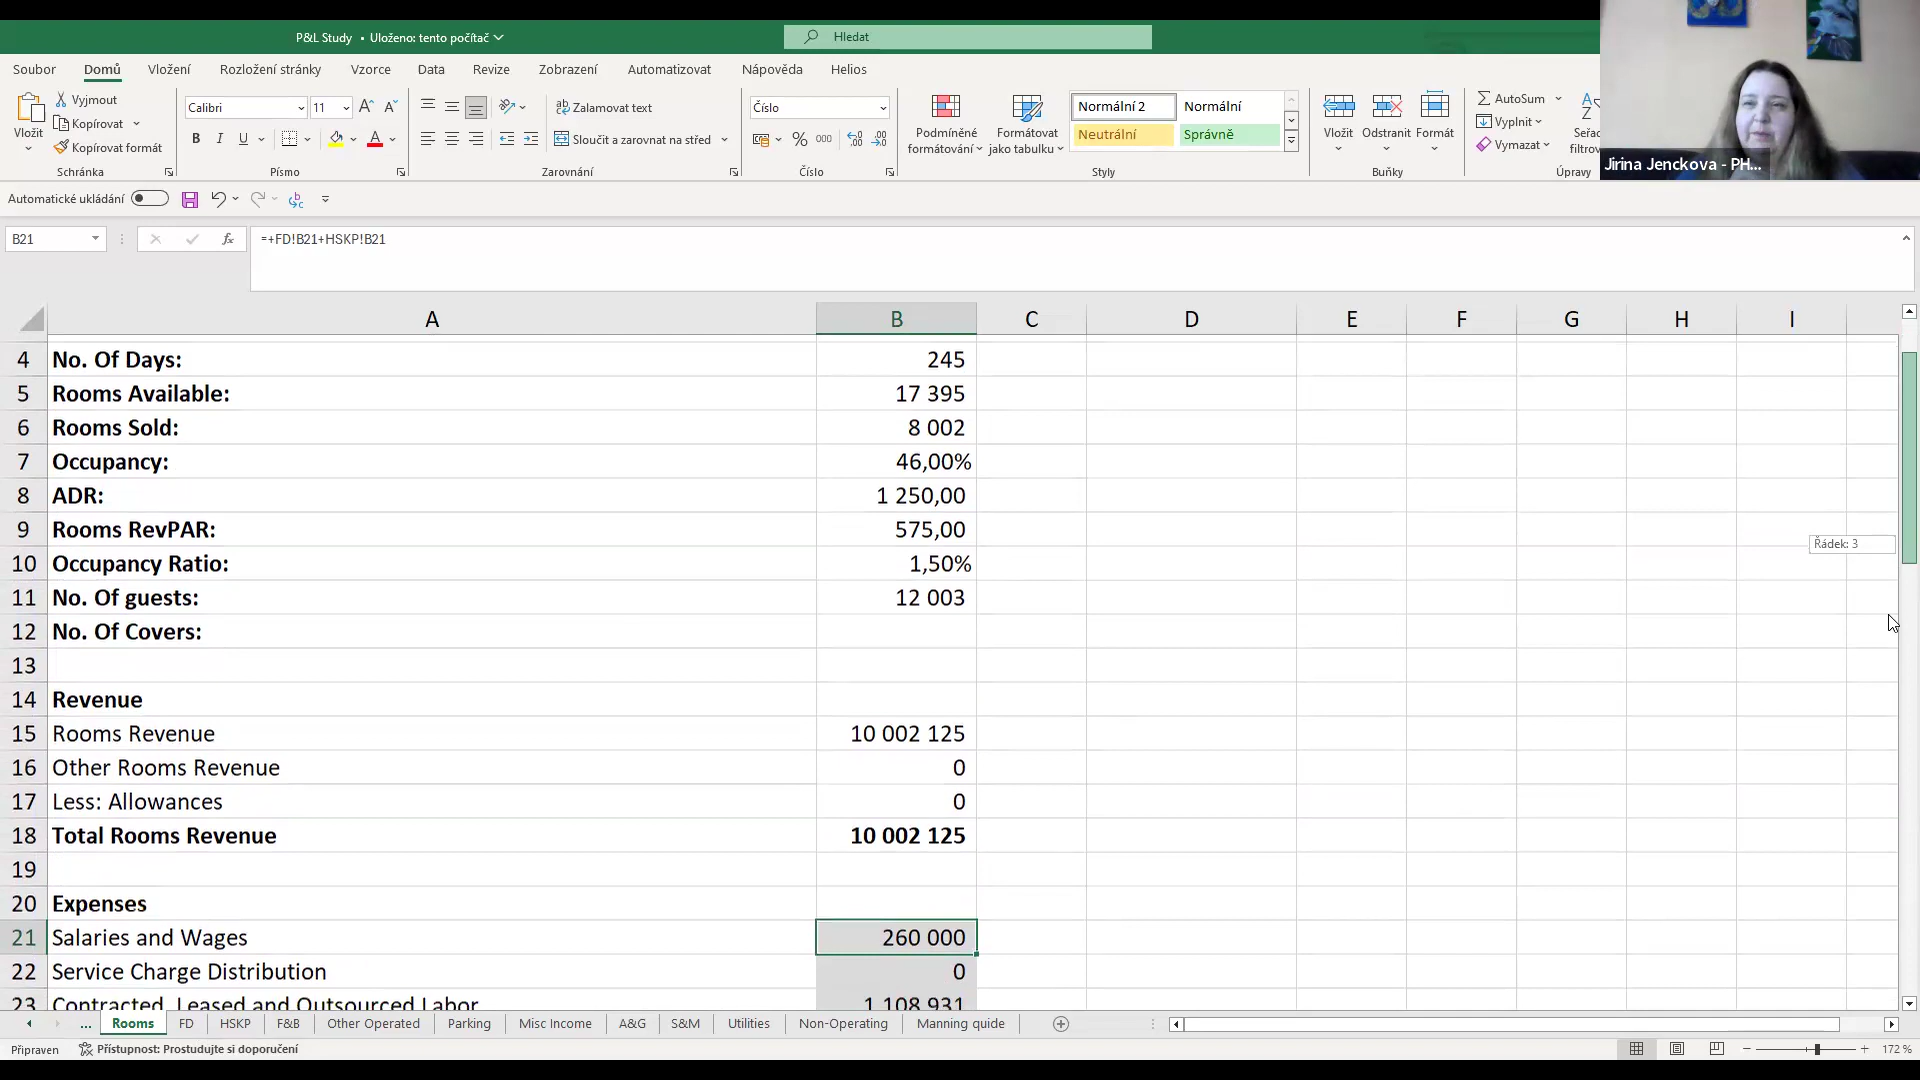 P&L Study • Uloženo: tento počítač
Hledat
Soubor Domů Vložení Rozložení stránky Vzorce Data Revize Zobrazení Automatizovat Nápověda Helios
Vložit
Vyjmout
Kopírovat
Kopírovat formát
Schránka
Calibri 11
B I U
Písmo
Zalamovat text
Sloučit a zarovnat na střed
Zarovnání
Číslo
% 000
Číslo
Podmíněné formátování
Formátovat jako tabulku
Normální 2 Normální
Neutrální Správně
Styly
Vložit Odstranit Formát
Buňky
AutoSum
Vyplnit
Vymazat
Úpravy
Jirina Jenckova - PH...
Automatické ukládání
B21 fx =+FD!B21+HSKP!B21
A B C D E F G H I
4 No. Of Days: 245
5 Rooms Available: 17 395
6 Rooms Sold: 8 002
7 Occupancy: 46,00%
8 ADR: 1 250,00
9 Rooms RevPAR: 575,00
Řádek: 3
10 Occupancy Ratio: 1,50%
11 No. Of guests: 12 003
12 No. Of Covers:
13
14 Revenue
15 Rooms Revenue 10 002 125
16 Other Rooms Revenue 0
17 Less: Allowances 0
18 Total Rooms Revenue 10 002 125
19
20 Expenses
21 Salaries and Wages 260 000
22 Service Charge Distribution 0
23 Contracted, Leased and Outsourced Labor 1 108 931
... Rooms FD HSKP F&B Other Operated Parking Misc Income A&G S&M Utilities Non-Operating Manning quide
Připraven Přístupnost: Prostudujte si doporučení 172 %